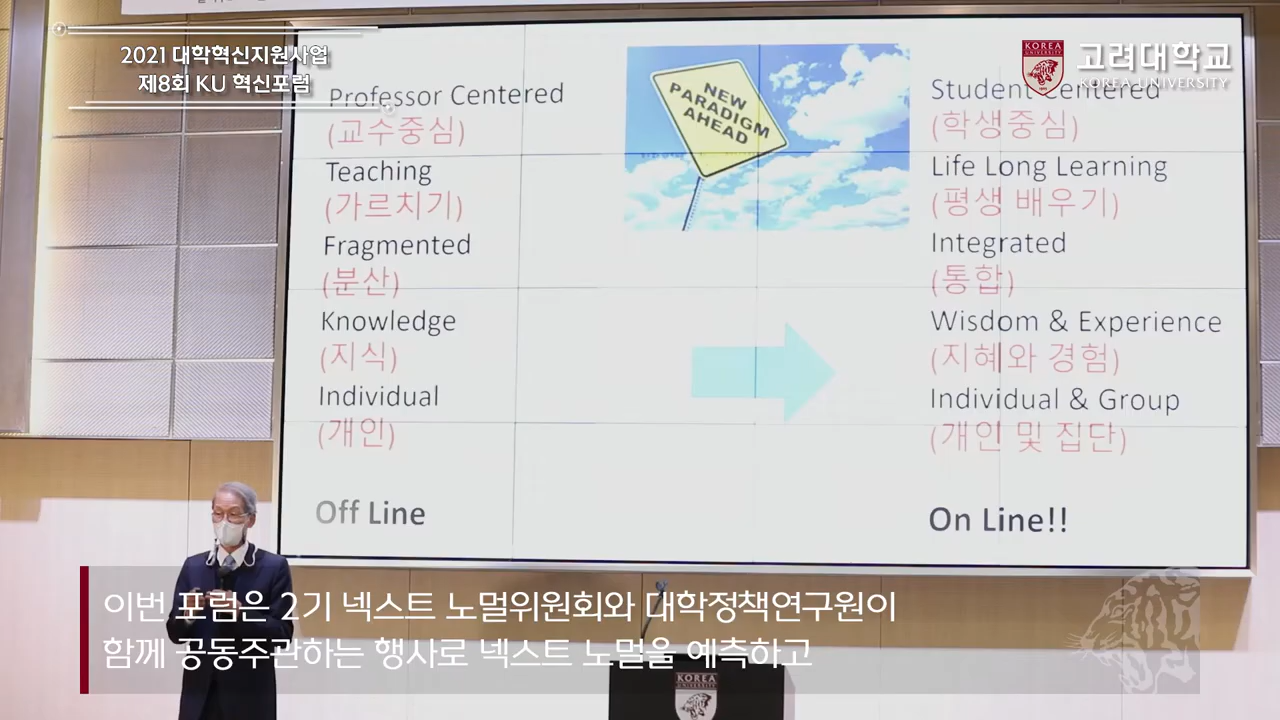 2021 대학혁신지원사업
제8회 KU 혁신포럼
KOREA
UNIVERSITY
고려대학교
KOREA UNIVERSITY
Professor Centered
(교수중심)
Teaching
(가르치기)
Fragmented
(분산)
Knowledge
(지식)
Individual
(개인)
Off Line
NEW
PARADIGM
AHEAD
Student Centered
(학생중심)
Life Long Learning
(평생 배우기)
Integrated
(통합)
Wisdom & Experience
(지혜와 경험)
Individual & Group
(개인 및 집단)
On Line!!
이번 포럼은 2기 넥스트 노멀위원회와 대학정책연구원이
함께 공동주관하는 행사로 넥스트 노멀을 예측하고
KOREA
UNIVERSITY